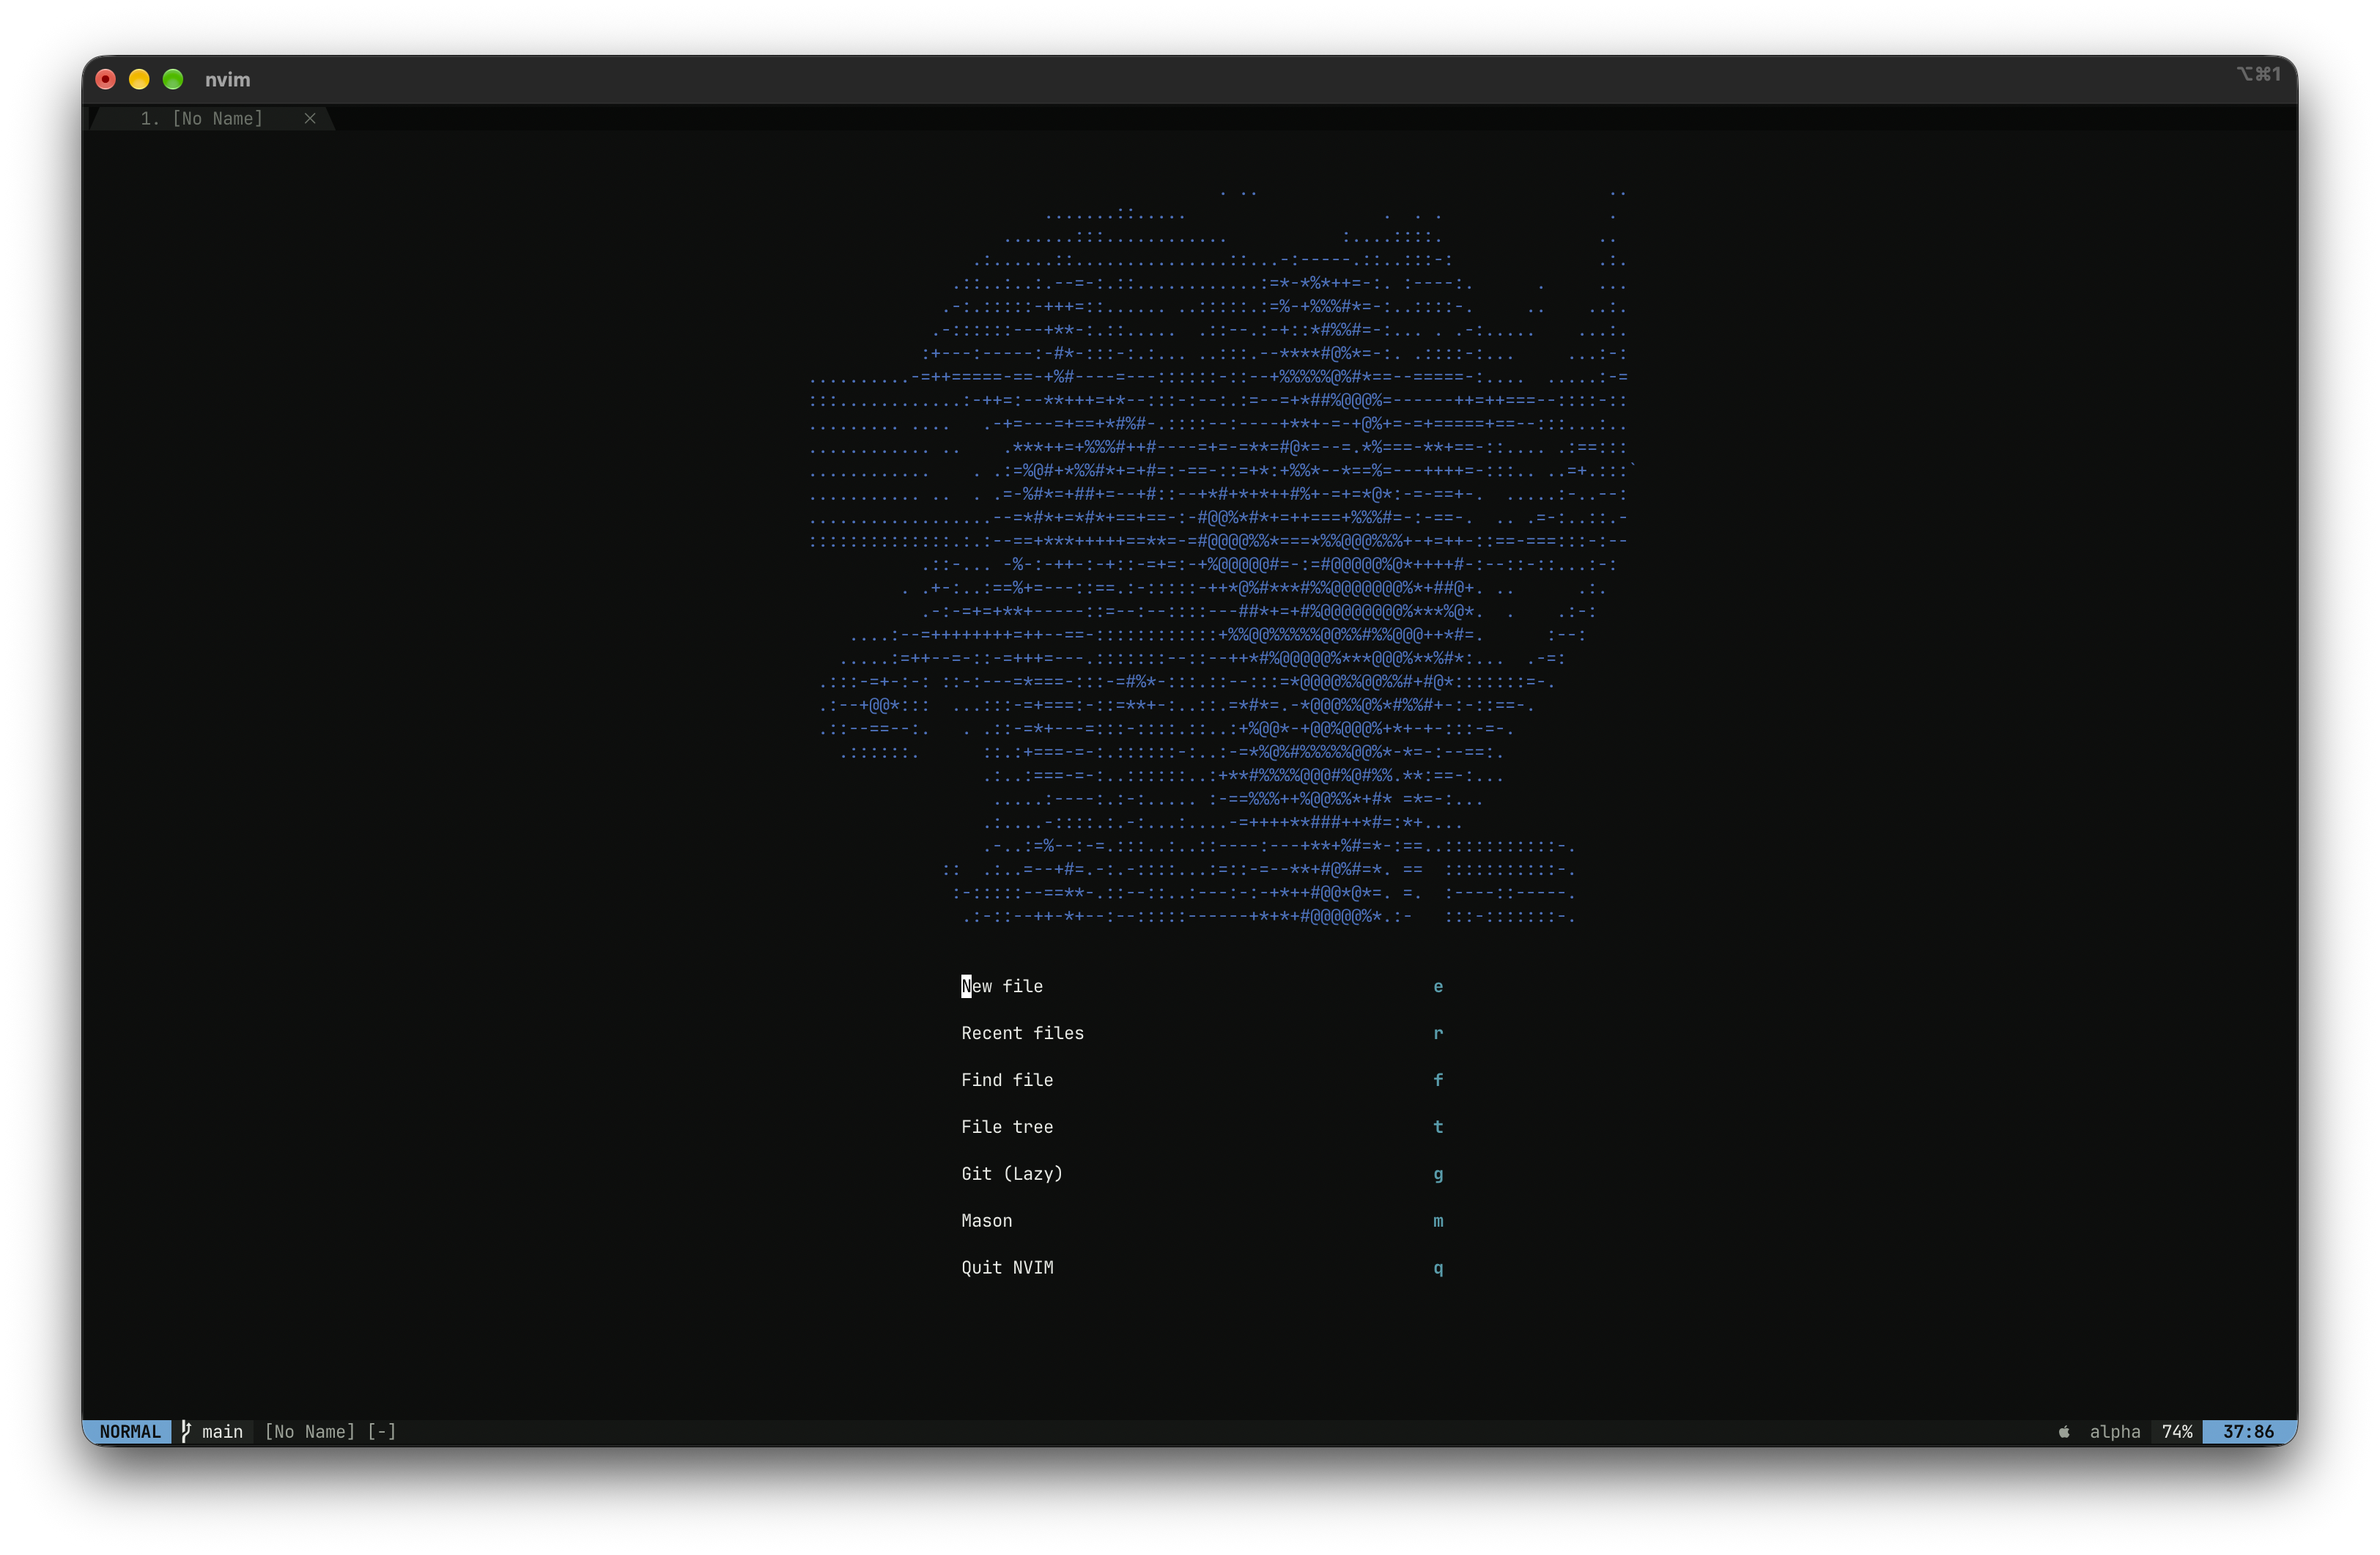 nvim
⌥⌘1
1. [No Name] ×
New file e
Recent files r
Find file f
File tree t
Git (Lazy) g
Mason m
Quit NVIM q
NORMAL main [No Name] [-] alpha 74% 37:86